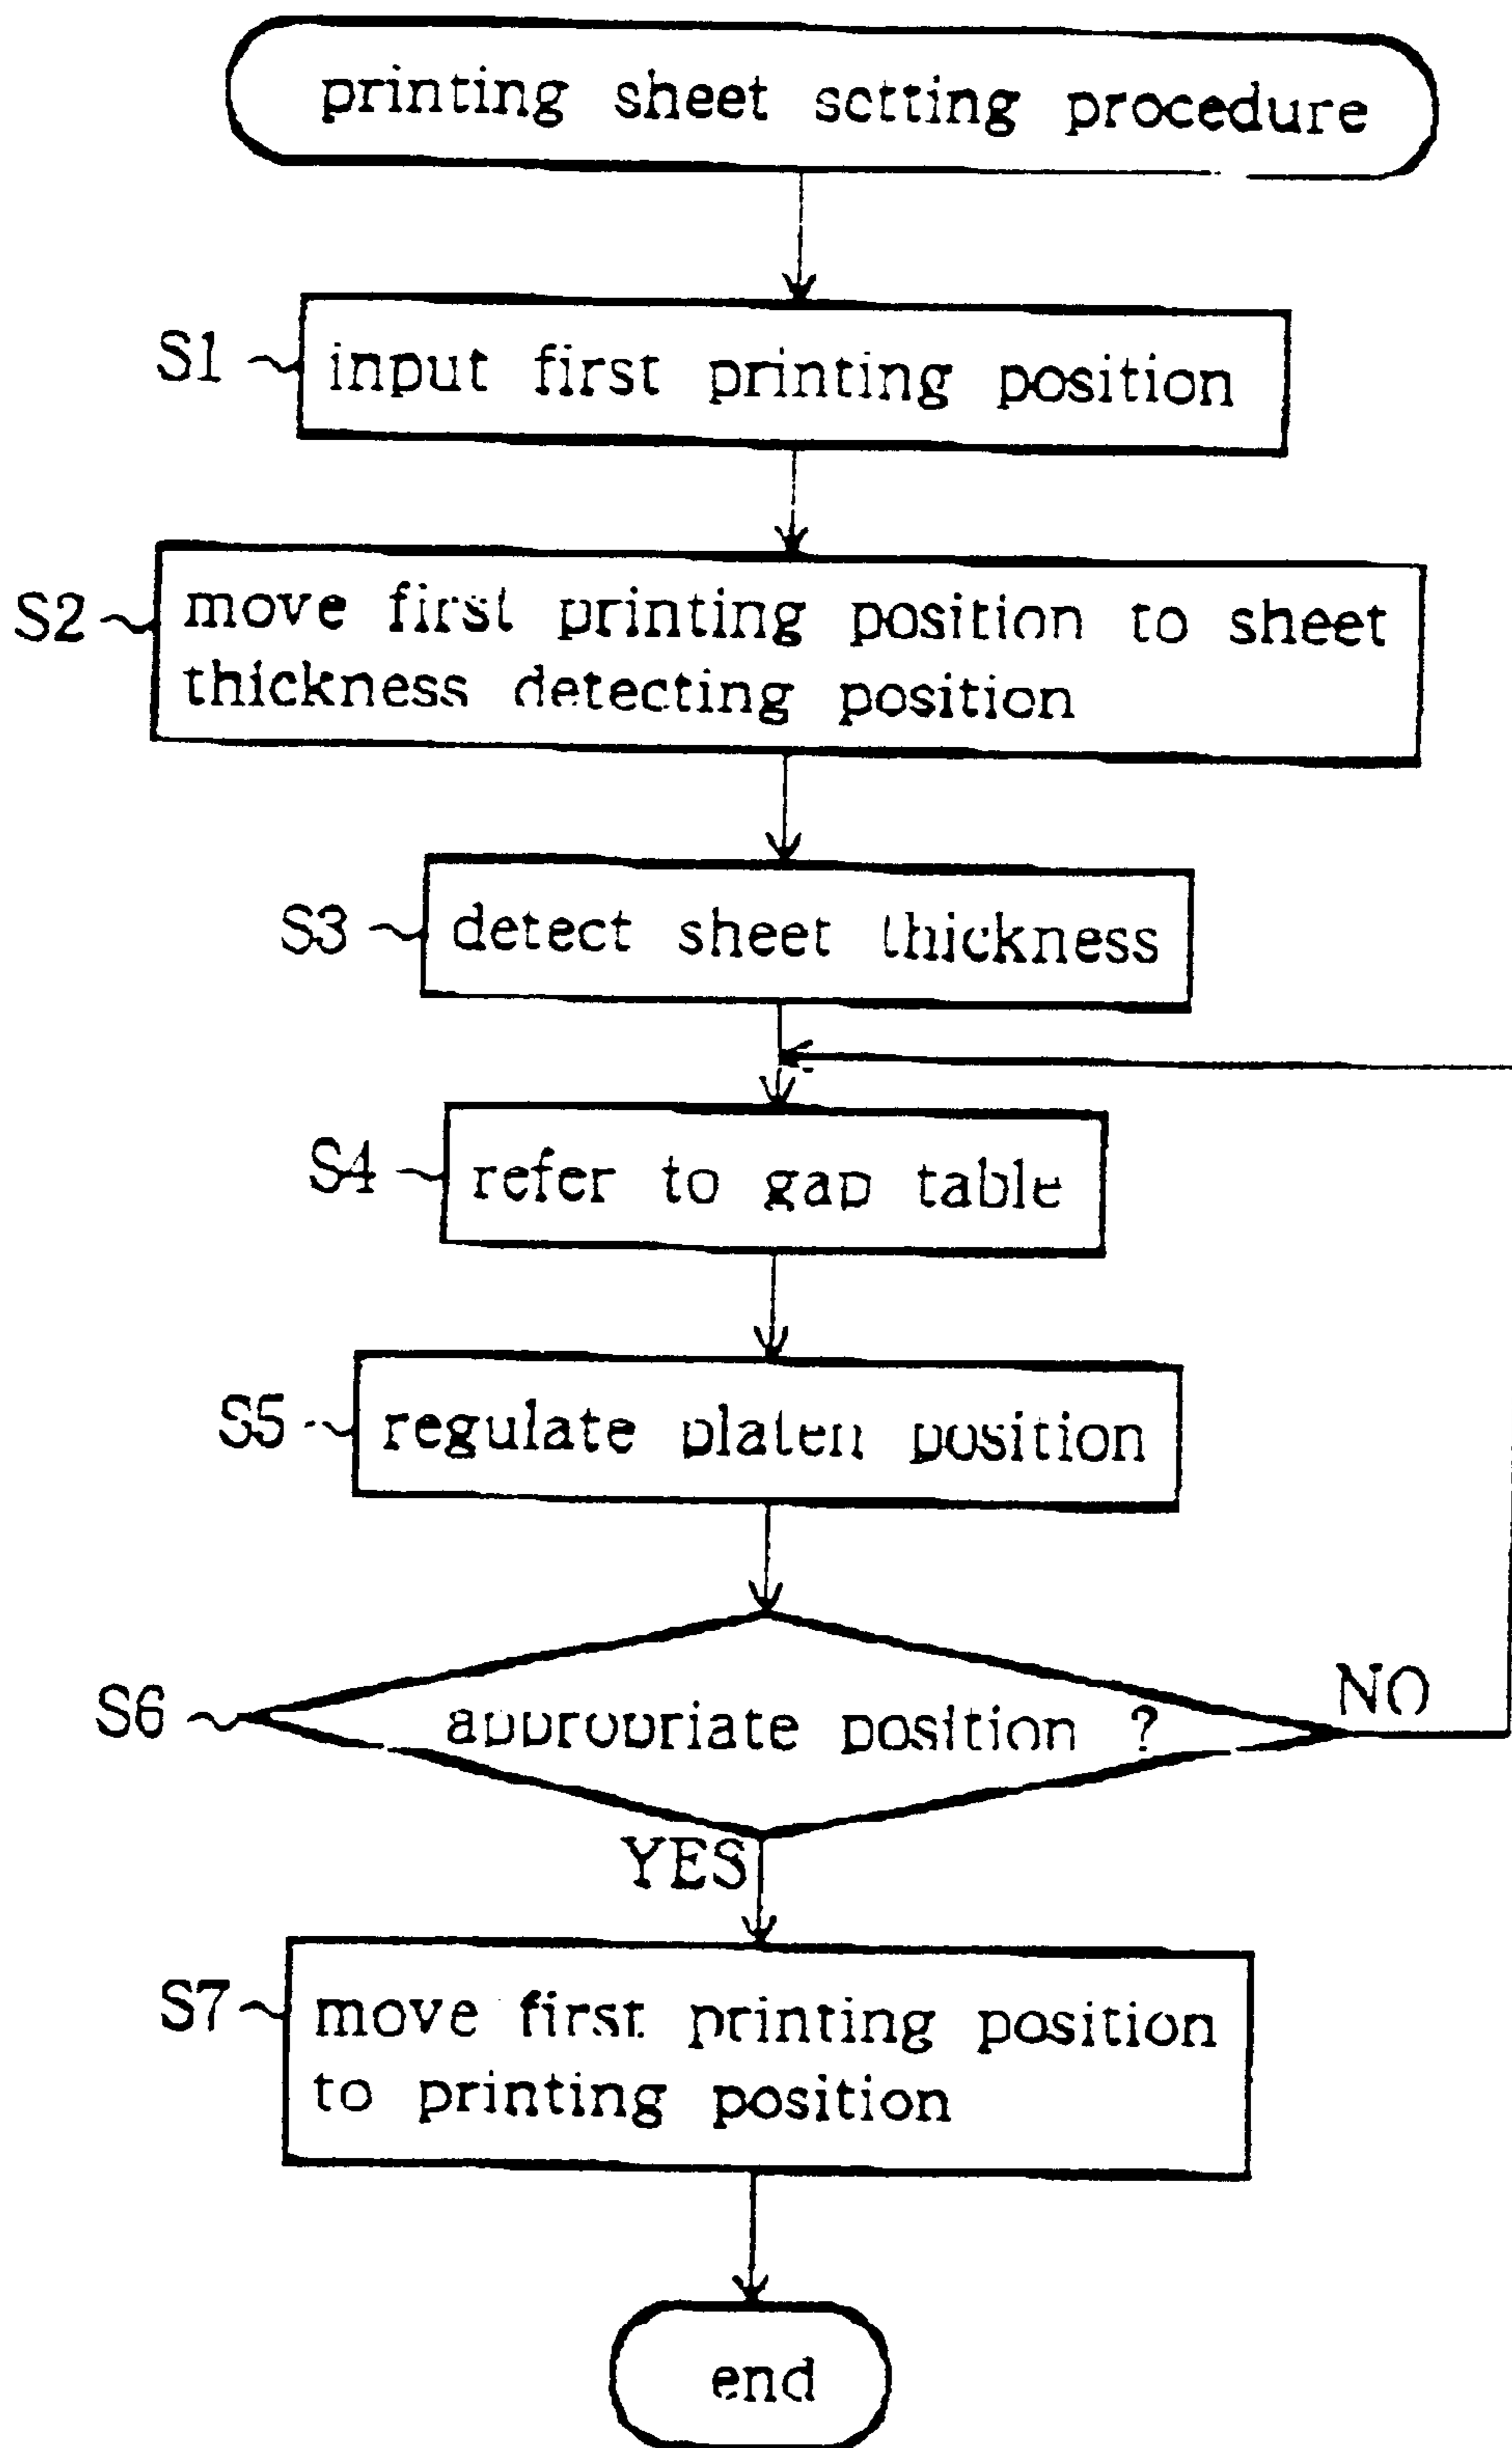 printing sheet setting procedure
S1 input first printing position
S2 move first printing position to sheet
thickness detecting position
S3 detect sheet thickness
S4 refer to gap table
S5 regulate platen position
S6 appropriate position ?
NO
YES
S7 move first printing position
to printing position
end